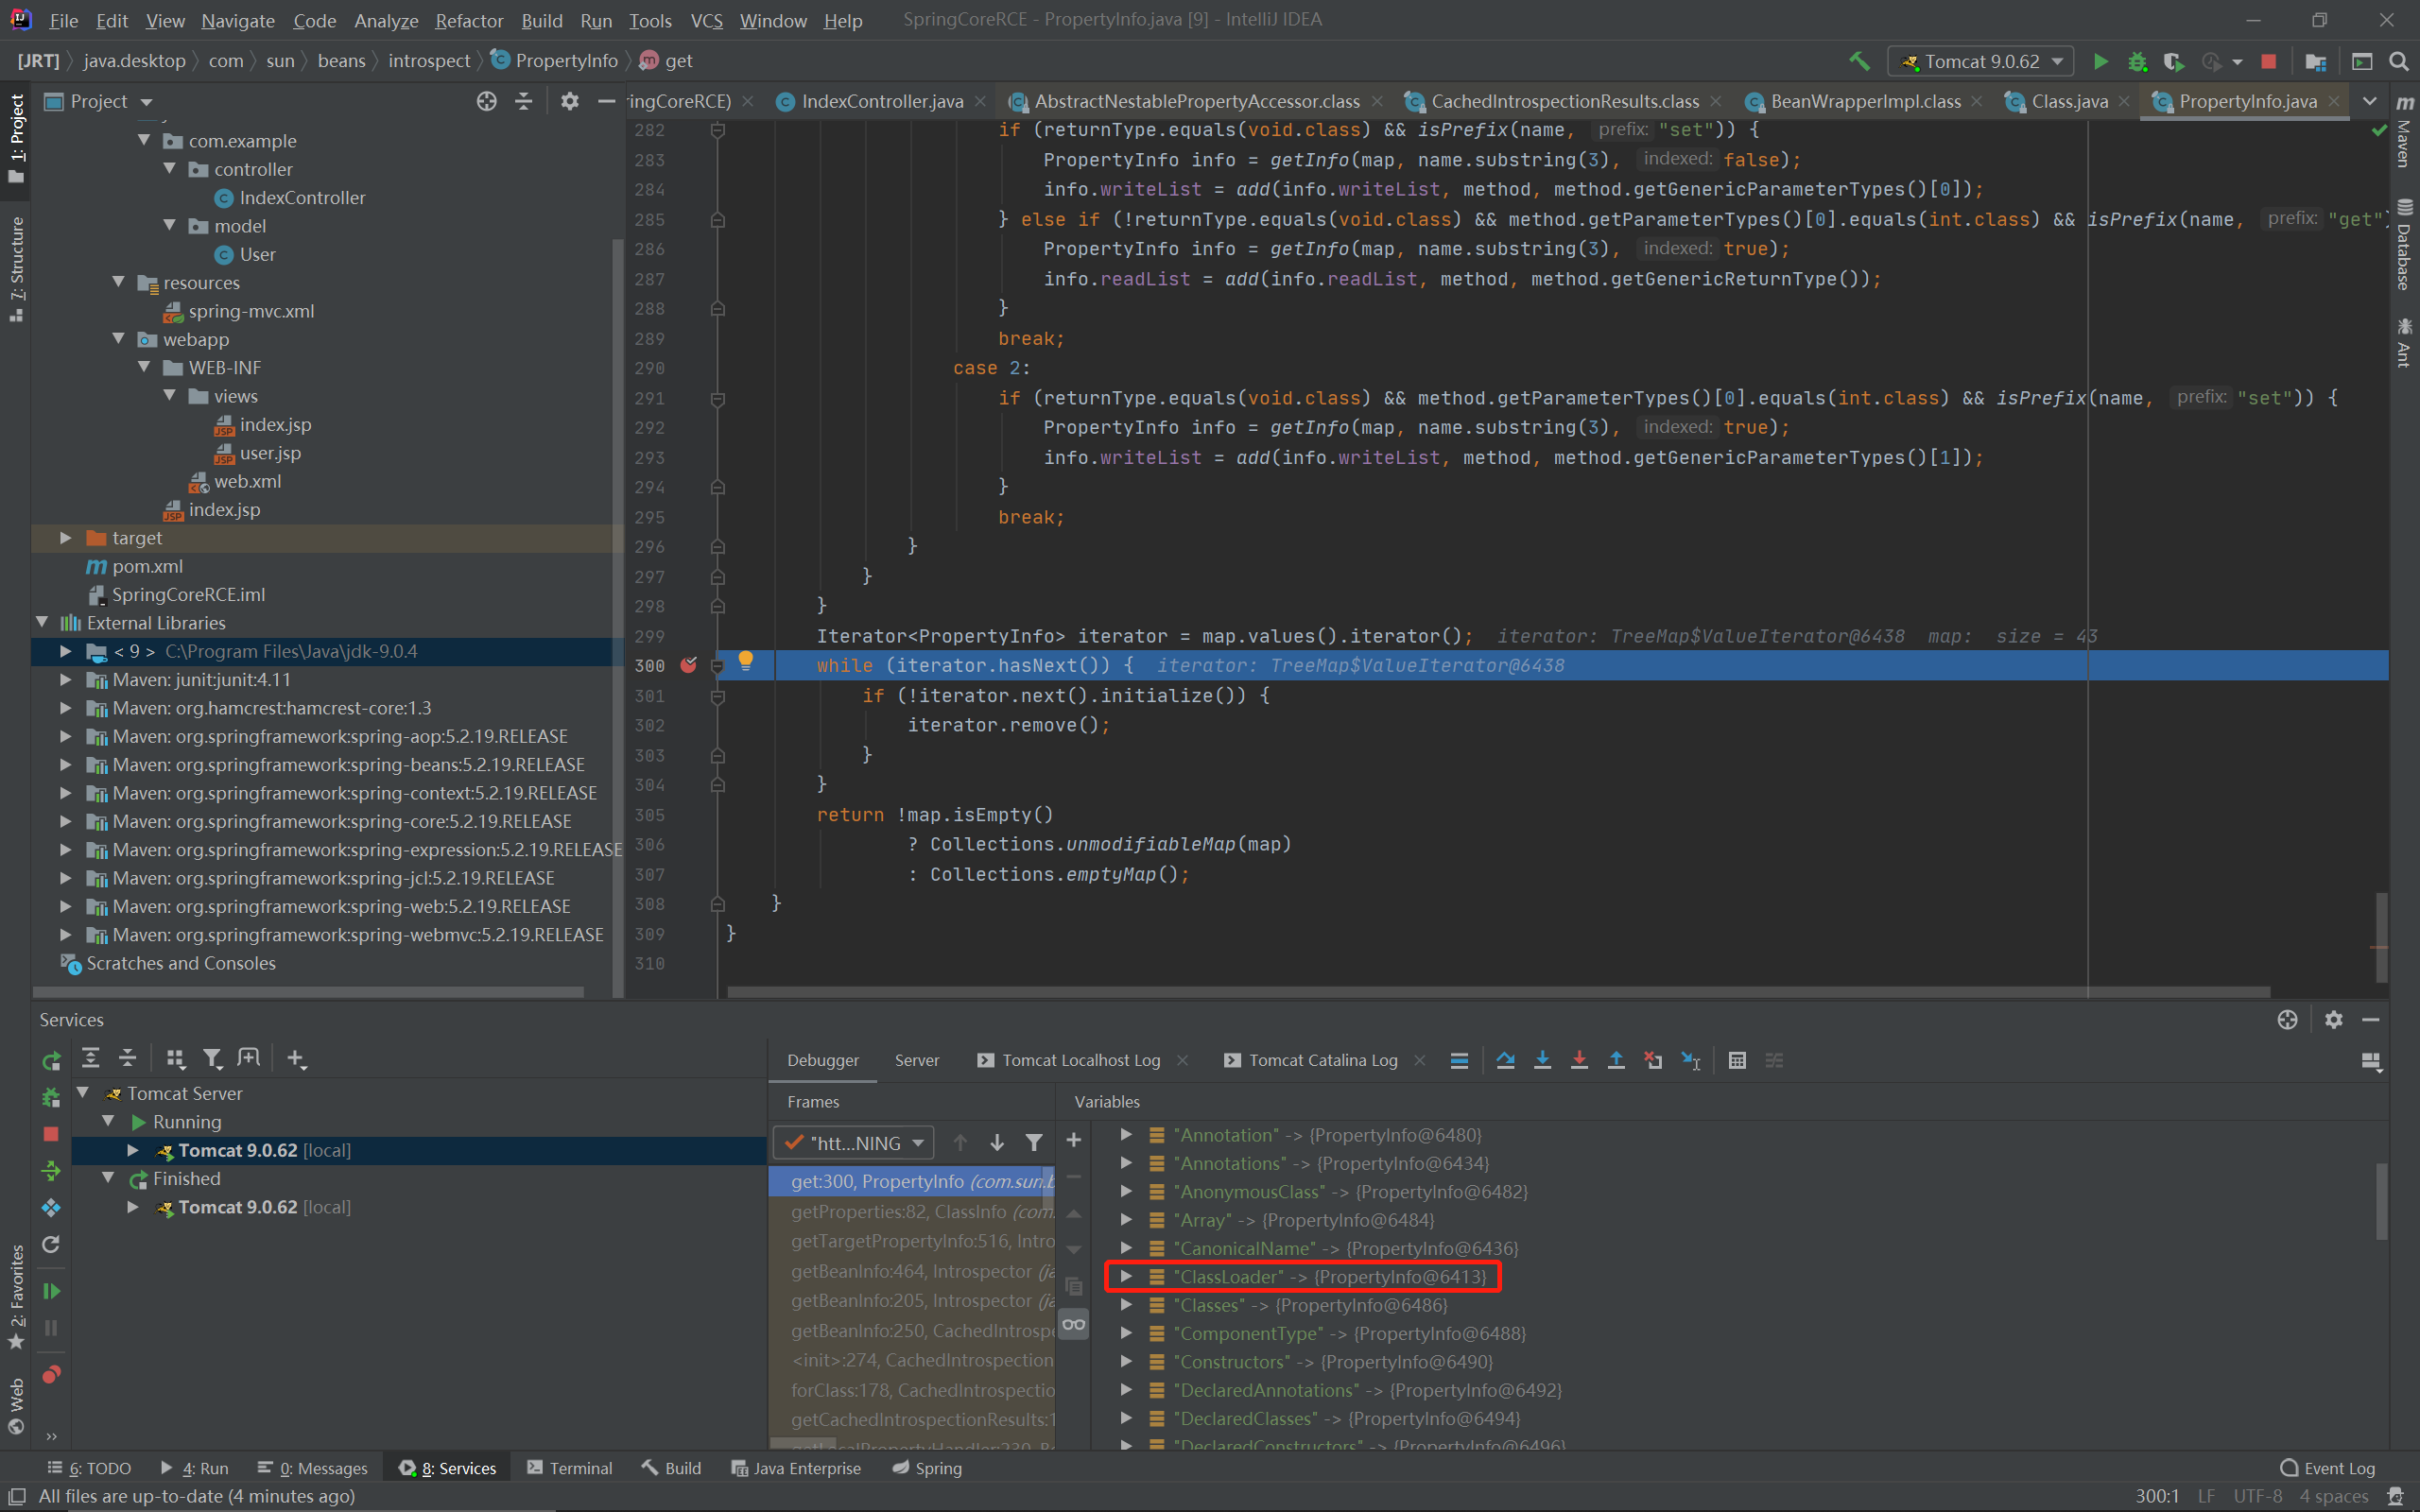 File Edit View Navigate Code Analyze Refactor Build Run Tools VCS Window Help SpringCoreRCE - PropertyInfo.java [9] - IntelliJ IDEA
[JRT] java.desktop com sun beans introspect PropertyInfo get Tomcat 9.0.62
Project ringCoreRCE) IndexController.java AbstractNestablePropertyAccessor.class CachedIntrospectionResults.class BeanWrapperImpl.class Class.java PropertyInfo.java
1: Project
7: Structure
2: Favorites
Web
com.example
controller
IndexController
model
User
resources
spring-mvc.xml
webapp
WEB-INF
views
index.jsp
user.jsp
web.xml
index.jsp
target
pom.xml
SpringCoreRCE.iml
External Libraries
< 9 > C:\Program Files\Java\jdk-9.0.4
Maven: junit:junit:4.11
Maven: org.hamcrest:hamcrest-core:1.3
Maven: org.springframework:spring-aop:5.2.19.RELEASE
Maven: org.springframework:spring-beans:5.2.19.RELEASE
Maven: org.springframework:spring-context:5.2.19.RELEASE
Maven: org.springframework:spring-core:5.2.19.RELEASE
Maven: org.springframework:spring-expression:5.2.19.RELEASE
Maven: org.springframework:spring-jcl:5.2.19.RELEASE
Maven: org.springframework:spring-web:5.2.19.RELEASE
Maven: org.springframework:spring-webmvc:5.2.19.RELEASE
Scratches and Consoles
282 if (returnType.equals(void.class) && isPrefix(name, prefix: "set")) {
283 PropertyInfo info = getInfo(map, name.substring(3), indexed: false);
284 info.writeList = add(info.writeList, method, method.getGenericParameterTypes()[0]);
285 } else if (!returnType.equals(void.class) && method.getParameterTypes()[0].equals(int.class) && isPrefix(name, prefix: "get")
286 PropertyInfo info = getInfo(map, name.substring(3), indexed: true);
287 info.readList = add(info.readList, method, method.getGenericReturnType());
288 }
289 break;
290 case 2:
291 if (returnType.equals(void.class) && method.getParameterTypes()[0].equals(int.class) && isPrefix(name, prefix: "set")) {
292 PropertyInfo info = getInfo(map, name.substring(3), indexed: true);
293 info.writeList = add(info.writeList, method, method.getGenericParameterTypes()[1]);
294 }
295 break;
296 }
297 }
298 }
299 Iterator<PropertyInfo> iterator = map.values().iterator(); iterator: TreeMap$ValueIterator@6438 map: size = 43
300 while (iterator.hasNext()) { iterator: TreeMap$ValueIterator@6438
301 if (!iterator.next().initialize()) {
302 iterator.remove();
303 }
304 }
305 return !map.isEmpty()
306 ? Collections.unmodifiableMap(map)
307 : Collections.emptyMap();
308 }
309 }
310
Maven
Database
Ant
Services
Tomcat Server
Running
Tomcat 9.0.62 [local]
Finished
Tomcat 9.0.62 [local]
Debugger Server Tomcat Localhost Log Tomcat Catalina Log
Frames
"htt...NING
get:300, PropertyInfo (com.sun.b
getProperties:82, ClassInfo (com.
getTargetPropertyInfo:516, Intro
getBeanInfo:464, Introspector (ja
getBeanInfo:205, Introspector (ja
getBeanInfo:250, CachedIntrospe
<init>:274, CachedIntrospection
forClass:178, CachedIntrospectio
getCachedIntrospectionResults:1
getLocalPropertyHandler:230, Be
Variables
"Annotation" -> {PropertyInfo@6480}
"Annotations" -> {PropertyInfo@6434}
"AnonymousClass" -> {PropertyInfo@6482}
"Array" -> {PropertyInfo@6484}
"CanonicalName" -> {PropertyInfo@6436}
"ClassLoader" -> {PropertyInfo@6413}
"Classes" -> {PropertyInfo@6486}
"ComponentType" -> {PropertyInfo@6488}
"Constructors" -> {PropertyInfo@6490}
"DeclaredAnnotations" -> {PropertyInfo@6492}
"DeclaredClasses" -> {PropertyInfo@6494}
"DeclaredConstructors" -> {PropertyInfo@6496}
6: TODO 4: Run 0: Messages 8: Services Terminal Build Java Enterprise Spring Event Log
All files are up-to-date (4 minutes ago) 300:1 LF UTF-8 4 spaces